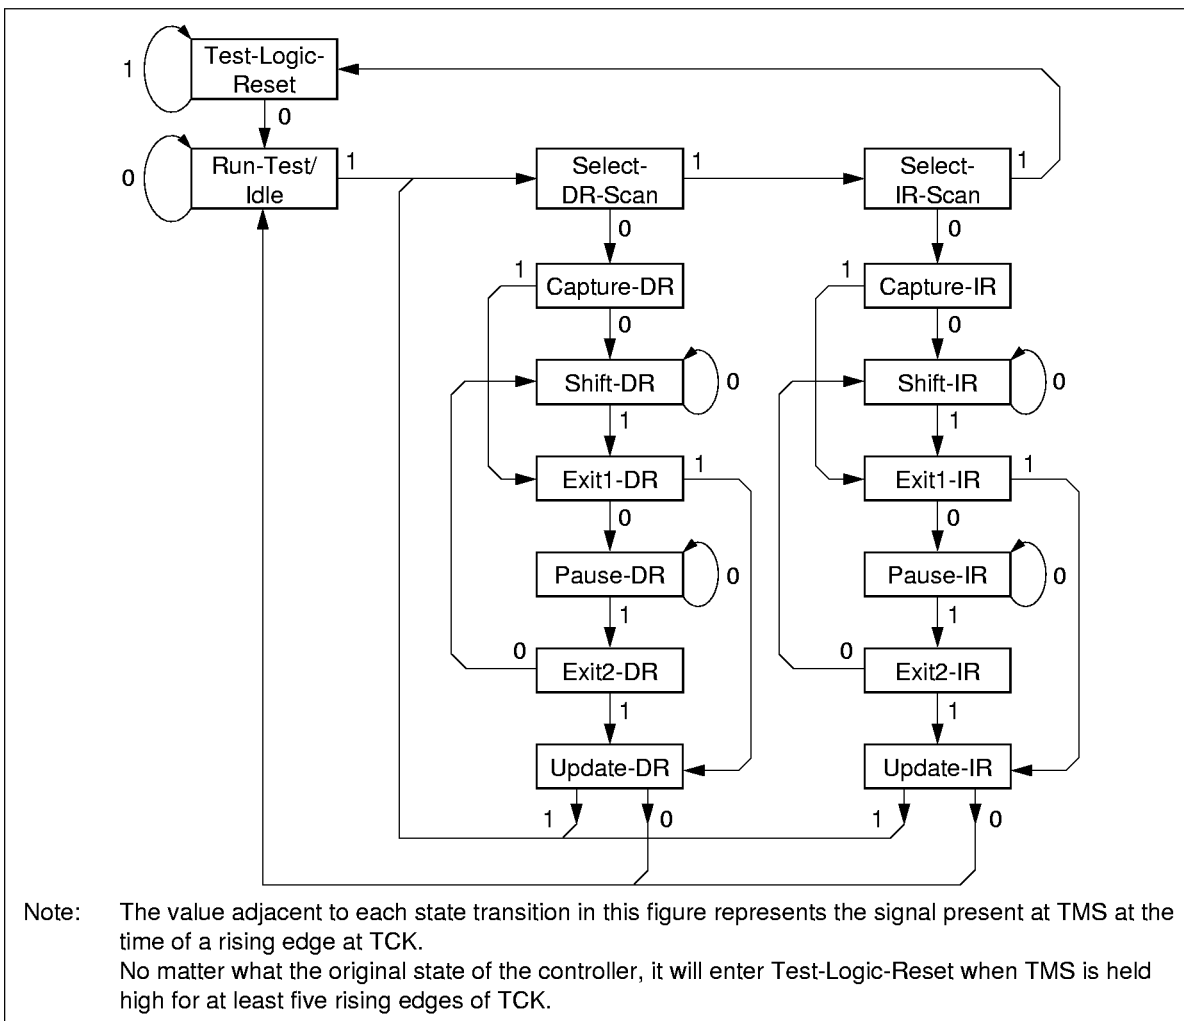 Test-Logic-
Reset
1
0
Run-Test/
Idle
0
1
Select-
DR-Scan
1
Select-
IR-Scan
1
0
0
1
Capture-DR
1
Capture-IR
0
0
Shift-DR
0
Shift-IR
0
1
1
Exit1-DR
1
Exit1-IR
1
0
0
Pause-DR
0
Pause-IR
0
1
1
0
Exit2-DR
0
Exit2-IR
1
1
Update-DR
Update-IR
1
0
1
0
Note: The value adjacent to each state transition in this figure represents the signal present at TMS at the
time of a rising edge at TCK.
No matter what the original state of the controller, it will enter Test-Logic-Reset when TMS is held
high for at least five rising edges of TCK.